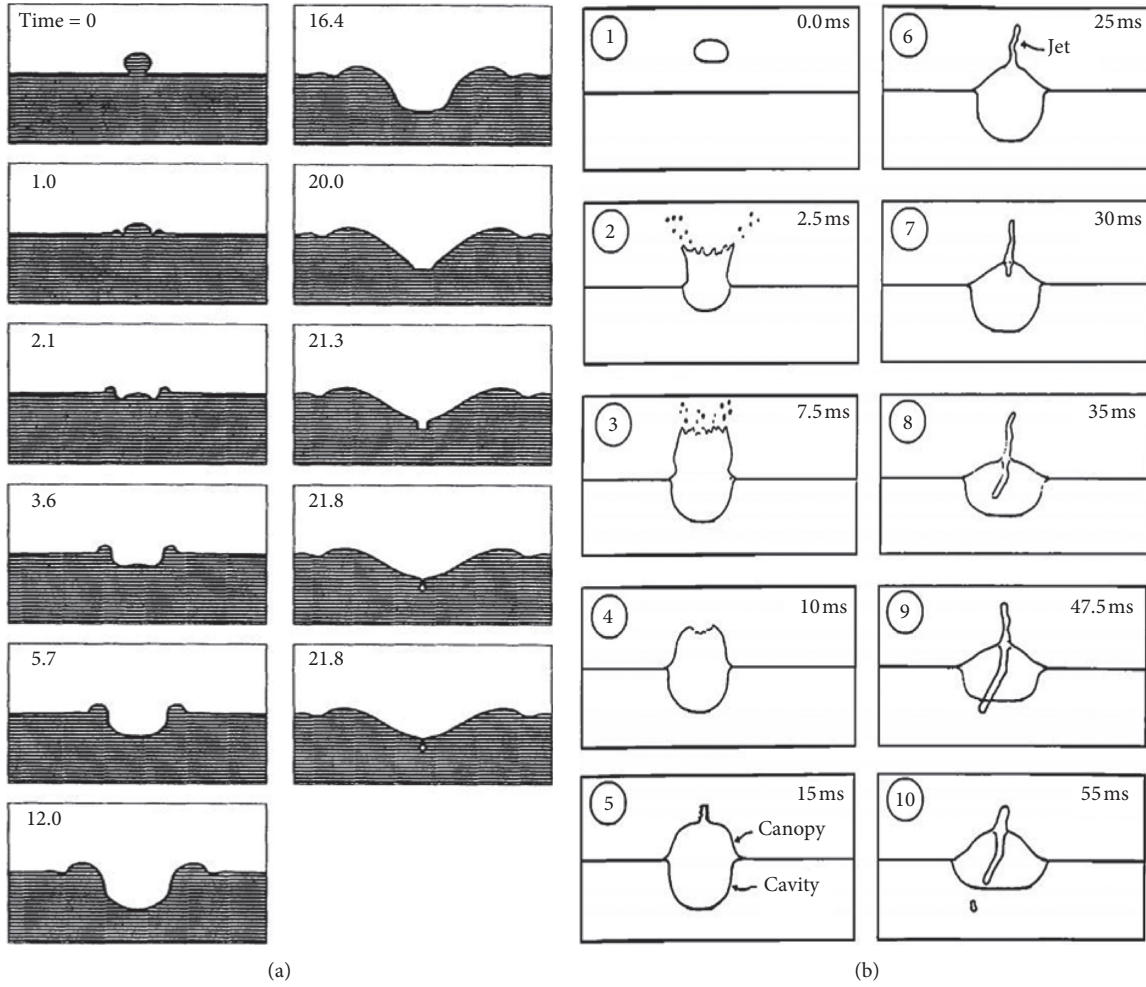 Time = 0
1.0
2.1
3.6
5.7
12.0
16.4
20.0
21.3
21.8
21.8
(a)
1
0.0 ms
2
2.5 ms
3
7.5 ms
4
10 ms
5
15 ms
Canopy
Cavity
6
25 ms
Jet
7
30 ms
8
35 ms
9
47.5 ms
10
55 ms
(b)